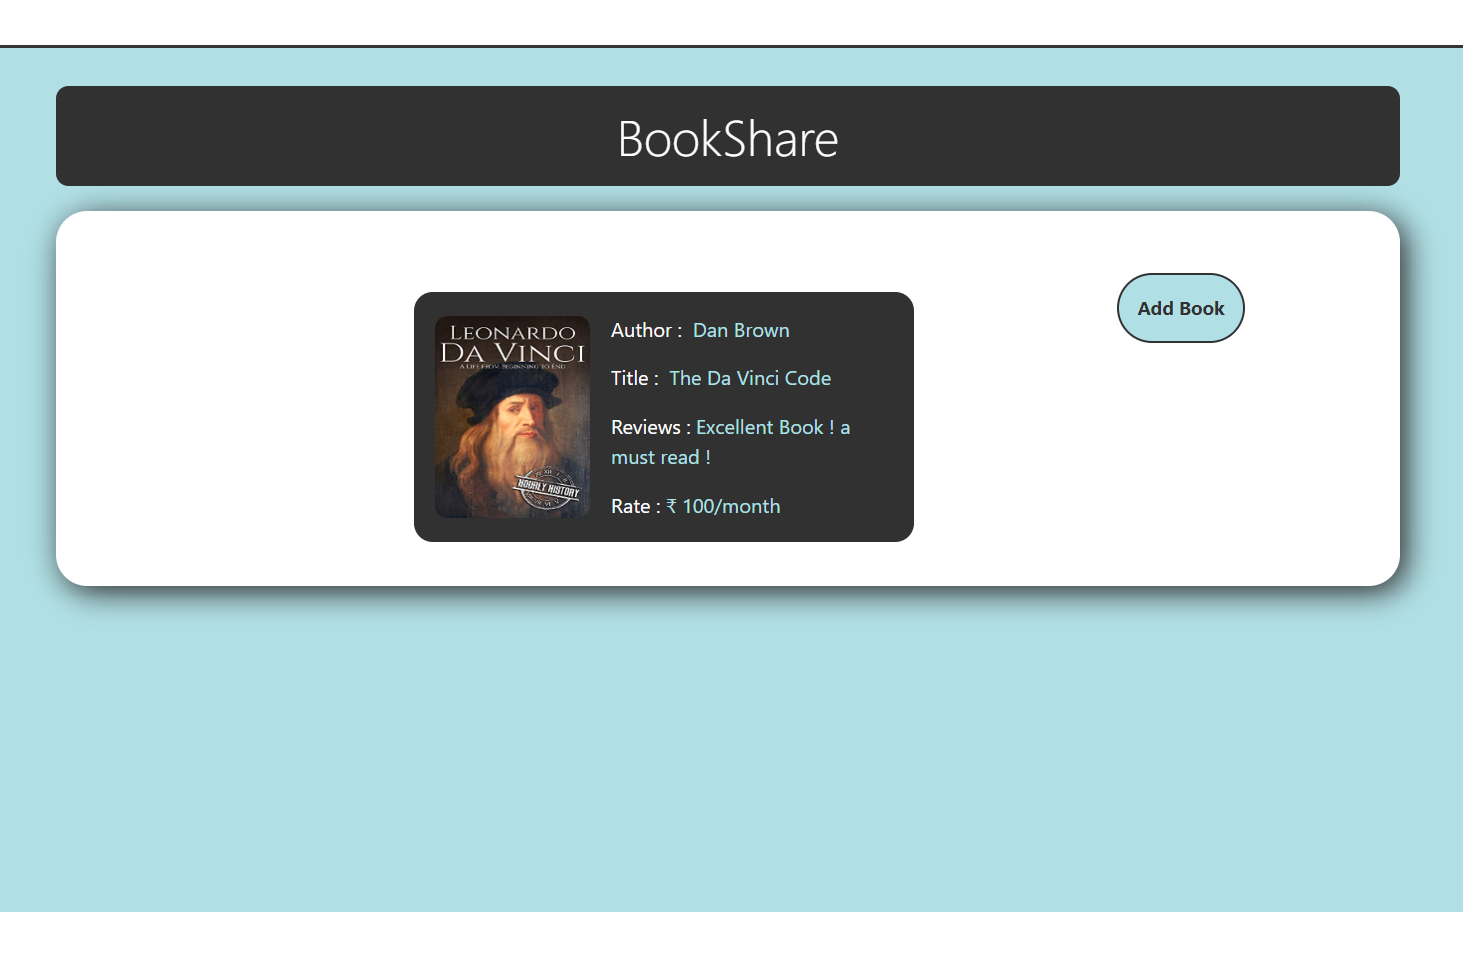 BookShare
Add Book
LEONARDO
DA VINCI
A LIFE FROM BEGINNING TO END
HOURLY HISTORY
Author : Dan Brown
Title : The Da Vinci Code
Reviews : Excellent Book ! a
must read !
Rate : ₹ 100/month